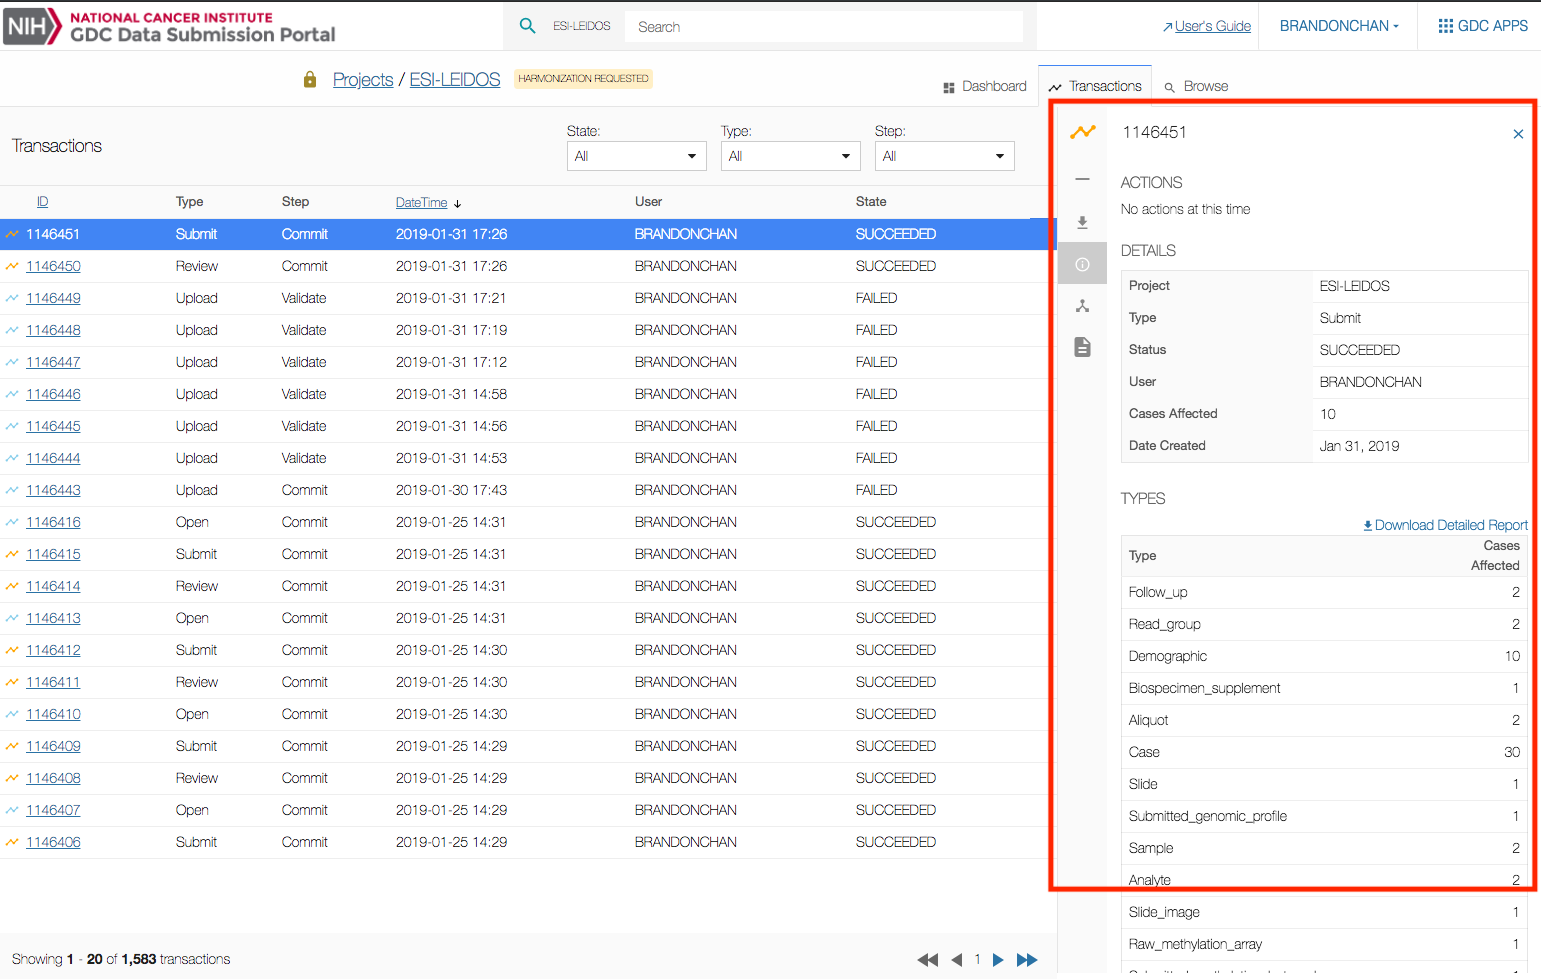 NIH NATIONAL CANCER INSTITUTE
GDC Data Submission Portal
ESI-LEIDOS Search
User's Guide
BRANDONCHAN
GDC APPS
Projects / ESI-LEIDOS HARMONIZATION REQUESTED
Dashboard Transactions Browse
Transactions
State: Type: Step:
All All All
ID Type Step DateTime User State
1146451 Submit Commit 2019-01-31 17:26 BRANDONCHAN SUCCEEDED
1146450 Review Commit 2019-01-31 17:26 BRANDONCHAN SUCCEEDED
1146449 Upload Validate 2019-01-31 17:21 BRANDONCHAN FAILED
1146448 Upload Validate 2019-01-31 17:19 BRANDONCHAN FAILED
1146447 Upload Validate 2019-01-31 17:12 BRANDONCHAN FAILED
1146446 Upload Validate 2019-01-31 14:58 BRANDONCHAN FAILED
1146445 Upload Validate 2019-01-31 14:56 BRANDONCHAN FAILED
1146444 Upload Validate 2019-01-31 14:53 BRANDONCHAN FAILED
1146443 Upload Commit 2019-01-30 17:43 BRANDONCHAN FAILED
1146416 Open Commit 2019-01-25 14:31 BRANDONCHAN SUCCEEDED
1146415 Submit Commit 2019-01-25 14:31 BRANDONCHAN SUCCEEDED
1146414 Review Commit 2019-01-25 14:31 BRANDONCHAN SUCCEEDED
1146413 Open Commit 2019-01-25 14:31 BRANDONCHAN SUCCEEDED
1146412 Submit Commit 2019-01-25 14:30 BRANDONCHAN SUCCEEDED
1146411 Review Commit 2019-01-25 14:30 BRANDONCHAN SUCCEEDED
1146410 Open Commit 2019-01-25 14:30 BRANDONCHAN SUCCEEDED
1146409 Submit Commit 2019-01-25 14:29 BRANDONCHAN SUCCEEDED
1146408 Review Commit 2019-01-25 14:29 BRANDONCHAN SUCCEEDED
1146407 Open Commit 2019-01-25 14:29 BRANDONCHAN SUCCEEDED
1146406 Submit Commit 2019-01-25 14:29 BRANDONCHAN SUCCEEDED
Showing 1 - 20 of 1,583 transactions
1
1146451
ACTIONS
No actions at this time
DETAILS
Project ESI-LEIDOS
Type Submit
Status SUCCEEDED
User BRANDONCHAN
Cases Affected 10
Date Created Jan 31, 2019
TYPES
Download Detailed Report
Type Cases Affected
Follow_up 2
Read_group 2
Demographic 10
Biospecimen_supplement 1
Aliquot 2
Case 30
Slide 1
Submitted_genomic_profile 1
Sample 2
Analyte 2
Slide_image 1
Raw_methylation_array 1